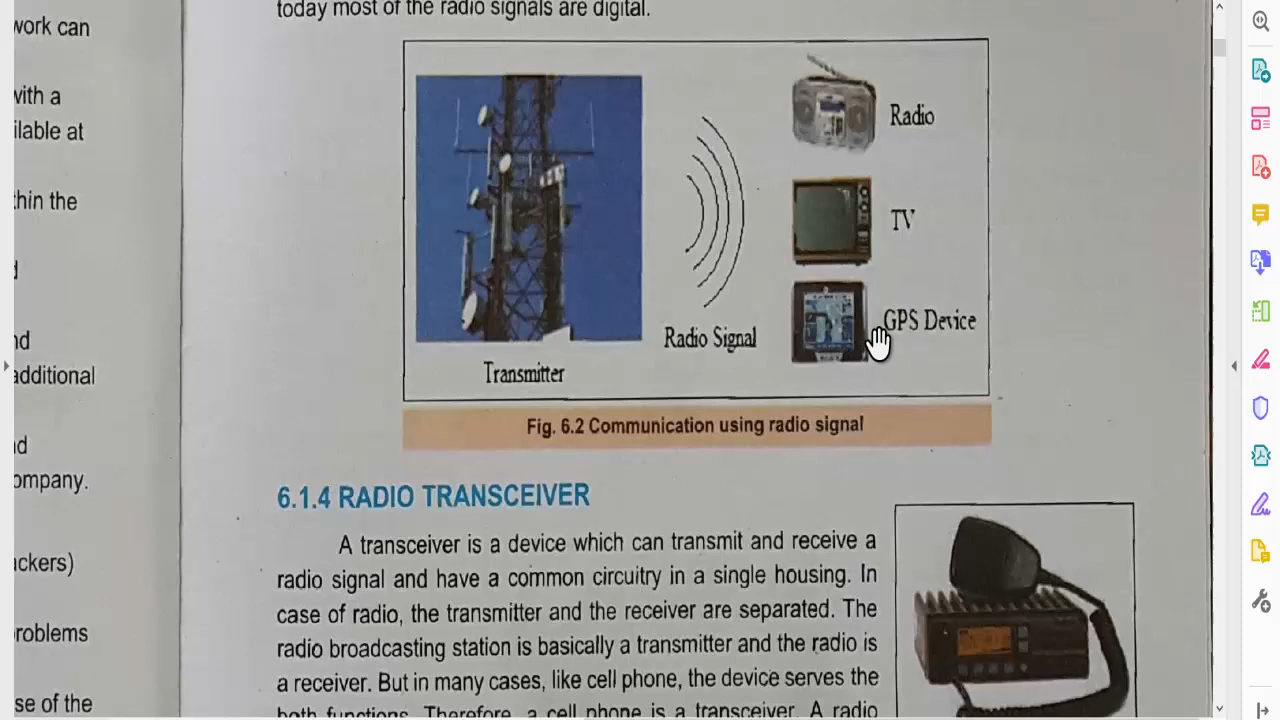 work can
with a
ilable at
thin the
d
nd
additional
nd
ompany.
ickers)
roblems
se of the
today most of the radio signals are digital.
Radio
TV
GPS Device
Radio Signal
Transmitter
Fig. 6.2 Communication using radio signal
6.1.4 RADIO TRANSCEIVER
A transceiver is a device which can transmit and receive a
radio signal and have a common circuitry in a single housing. In
case of radio, the transmitter and the receiver are separated. The
radio broadcasting station is basically a transmitter and the radio is
a receiver. But in many cases, like cell phone, the device serves the
both functions. Therefore, a cell phone is a transceiver. A radio